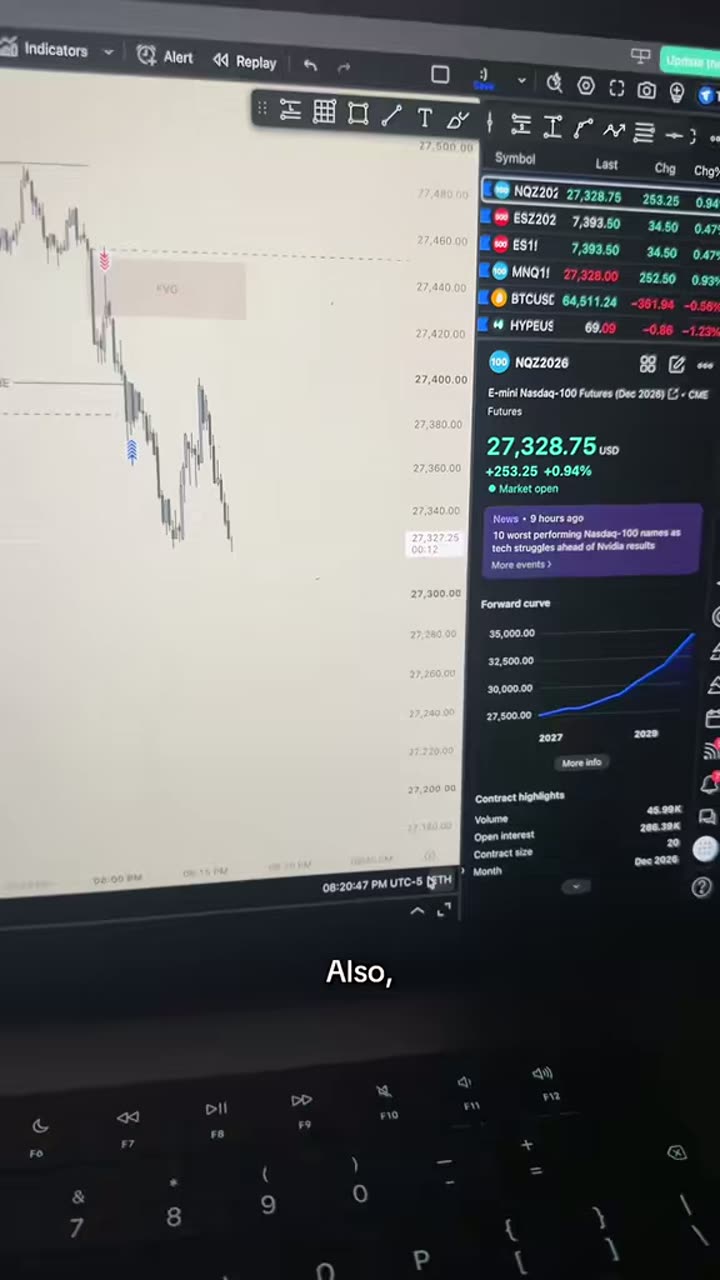 Indicators
Alert
Replay
Save
Update the
27,500.00
27,480.00
27,460.00
27,440.00
27,420.00
27,400.00
27,380.00
27,360.00
27,340.00
27,327.25
00:12
27,300.00
27,280.00
27,260.00
27,240.00
27,220.00
27,200.00
27,180.00
FVG
08:00 PM
08:15 PM
08:20:47 PM UTC-5 ETH
Symbol Last Chg Chg%
NQZ202 27,328.75 253.25 0.94
ESZ202 7,393.50 34.50 0.47
ES1! 7,393.50 34.50 0.47
MNQ1! 27,328.00 252.50 0.93%
BTCUSD 64,511.24 -361.94 -0.56%
HYPEUS 69.09 -0.86 -1.23%
NQZ2026
E-mini Nasdaq-100 Futures (Dec 2026) • CME
Futures
27,328.75 USD
+253.25 +0.94%
Market open
News • 9 hours ago
10 worst performing Nasdaq-100 names as
tech struggles ahead of Nvidia results
More events
Forward curve
35,000.00
32,500.00
30,000.00
27,500.00
2027 2029
More info
Contract highlights
Volume 45.99K
Open interest 266.39K
Contract size 20
Month Dec 2026
Also,
F6 F7 F8 F9 F10 F11 F12
& * ( ) — +
7 8 9 0 - =
O P { [ } ] | \